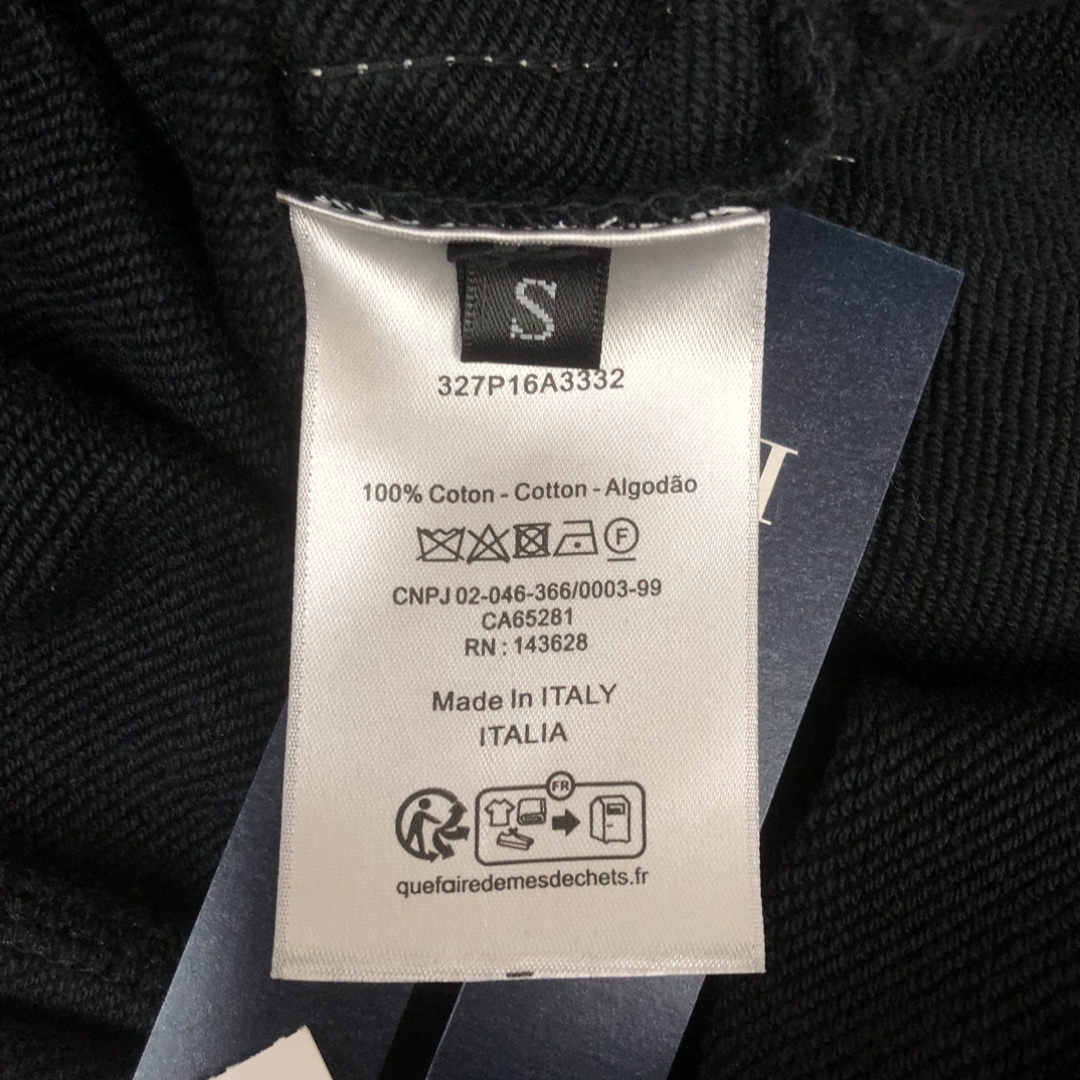 S
327P16A3332
100% Coton - Cotton - Algodão
F
CNPJ 02-046-366/0003-99
CA65281
RN : 143628
Made In ITALY
ITALIA
FR
quefairedemesdechets.fr